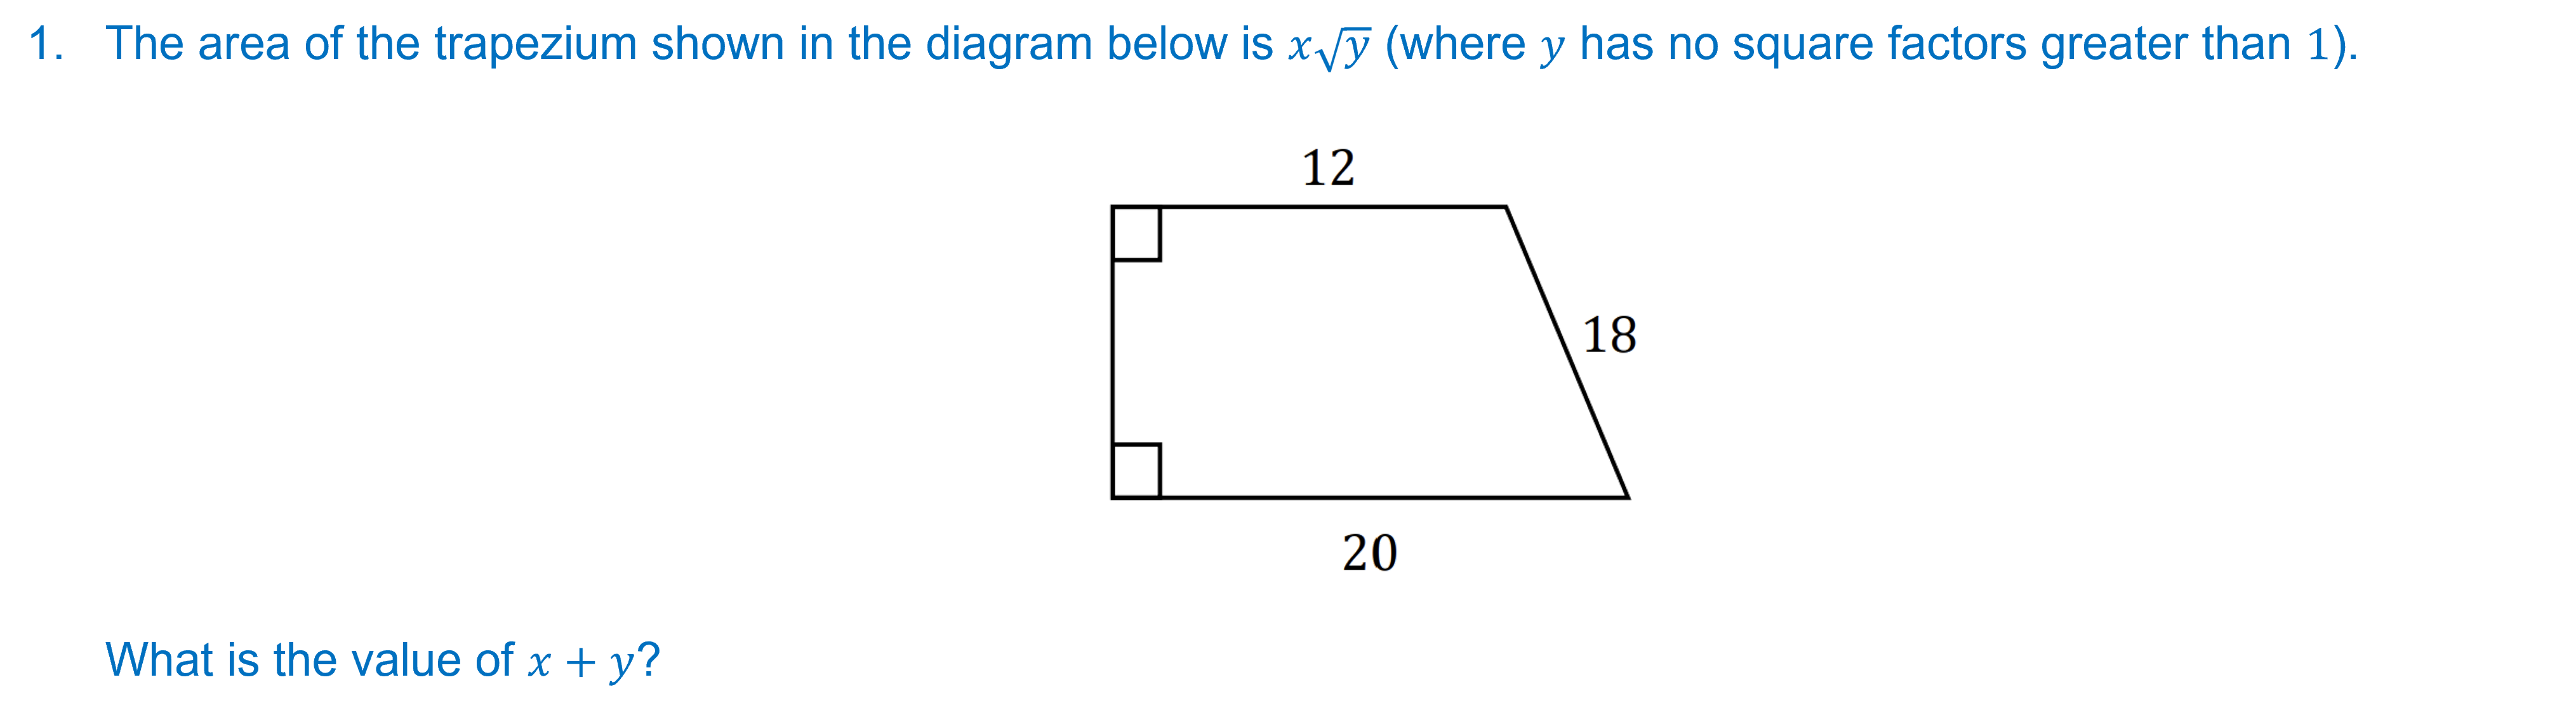 1. The area of the trapezium shown in the diagram below is x√y (where y has no square factors greater than 1).
12
18
20
What is the value of x + y?